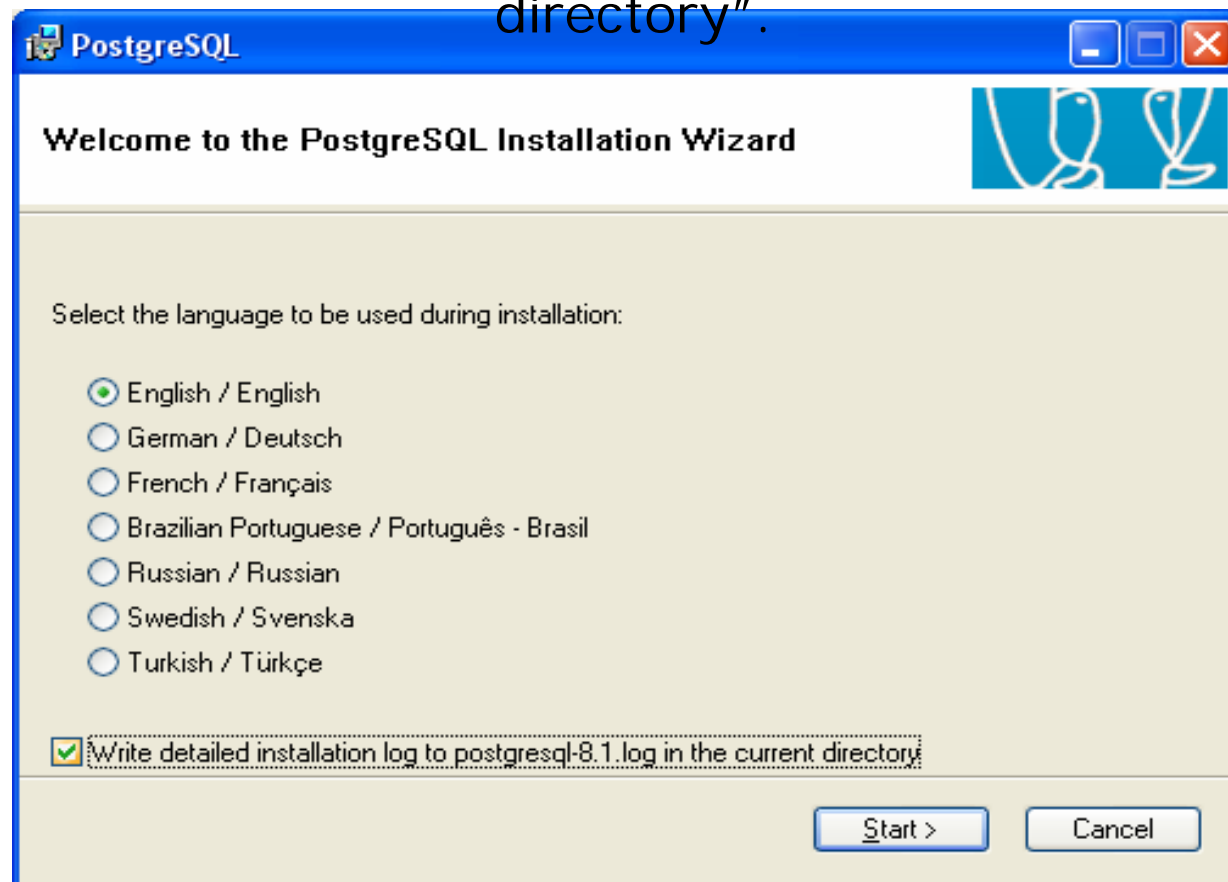 directory”.
PostgreSQL
Welcome to the PostgreSQL Installation Wizard
Select the language to be used during installation:
English / English
German / Deutsch
French / Français
Brazilian Portuguese / Português - Brasil
Russian / Russian
Swedish / Svenska
Turkish / Türkçe
Write detailed installation log to postgresql-8.1.log in the current directory
Start >
Cancel